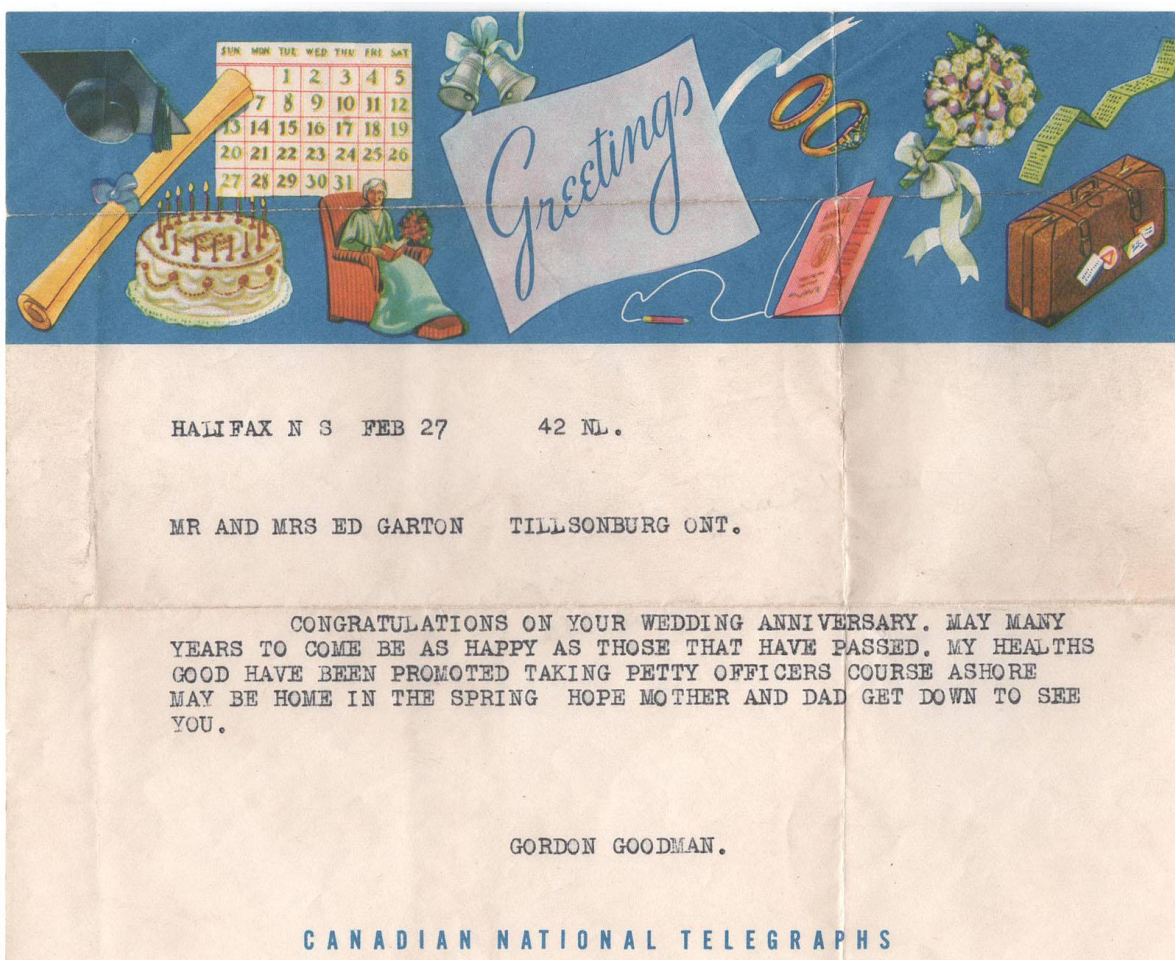 SUN MON TUE WED THU FRI SAT
1 2 3 4 5
7 8 9 10 11 12
13 14 15 16 17 18 19
20 21 22 23 24 25 26
27 28 29 30 31
Greetings
HALIFAX N S FEB 27 42 NL.
MR AND MRS ED GARTON TILLSONBURG ONT.
CONGRATULATIONS ON YOUR WEDDING ANNIVERSARY. MAY MANY
YEARS TO COME BE AS HAPPY AS THOSE THAT HAVE PASSED. MY HEALTHS
GOOD HAVE BEEN PROMOTED TAKING PETTY OFFICERS COURSE ASHORE
MAY BE HOME IN THE SPRING HOPE MOTHER AND DAD GET DOWN TO SEE
YOU.
GORDON GOODMAN.
CANADIAN NATIONAL TELEGRAPHS